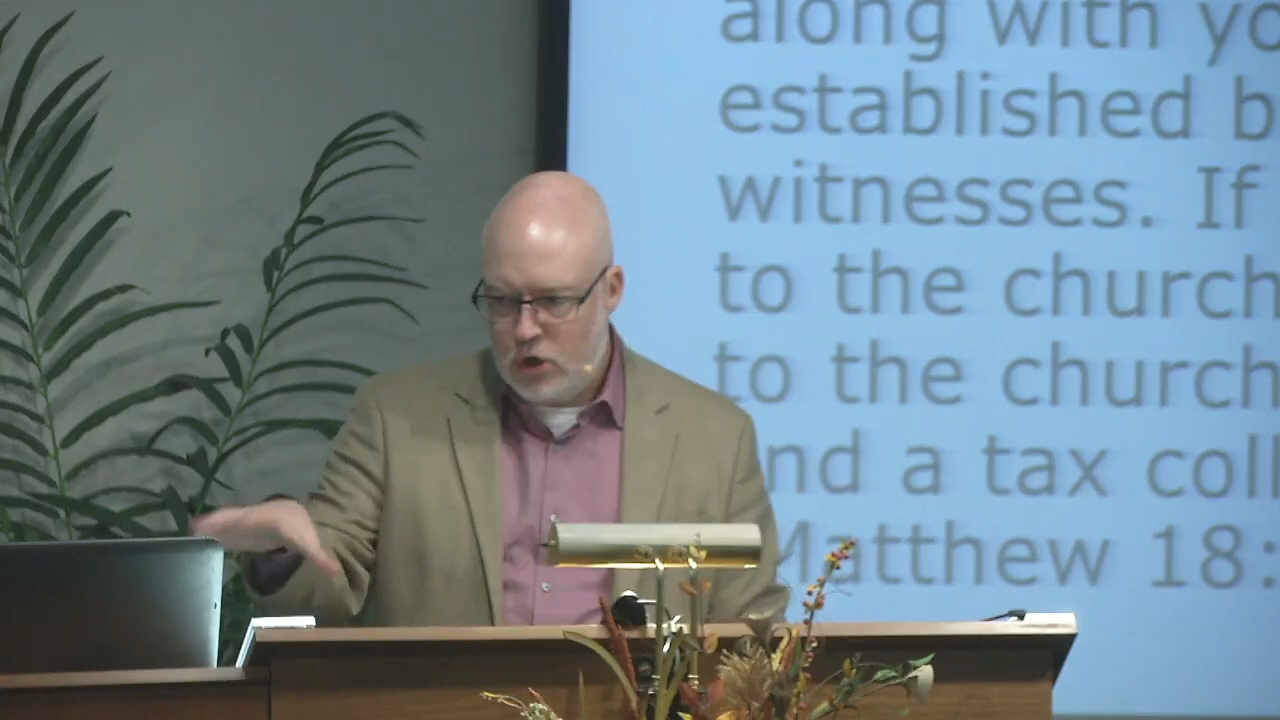 along with yo
established b
witnesses. If
to the church
to the church
nd a tax coll
Matthew 18: